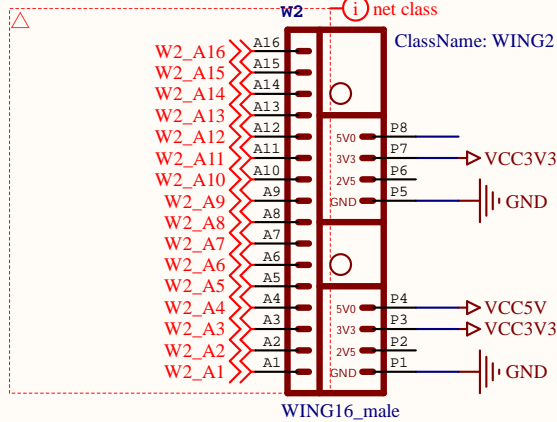 W2
i net class
ClassName: WING2
W2_A16 A16
W2_A15 A15
W2_A14 A14
W2_A13 A13
W2_A12 A12 5V0 P8
W2_A11 A11 3V3 P7 VCC3V3
W2_A10 A10 2V5 P6
W2_A9 A9 GND P5 GND
W2_A8 A8
W2_A7 A7
W2_A6 A6
W2_A5 A5
W2_A4 A4 5V0 P4 VCC5V
W2_A3 A3 3V3 P3 VCC3V3
W2_A2 A2 2V5 P2
W2_A1 A1 GND P1 GND
WING16_male